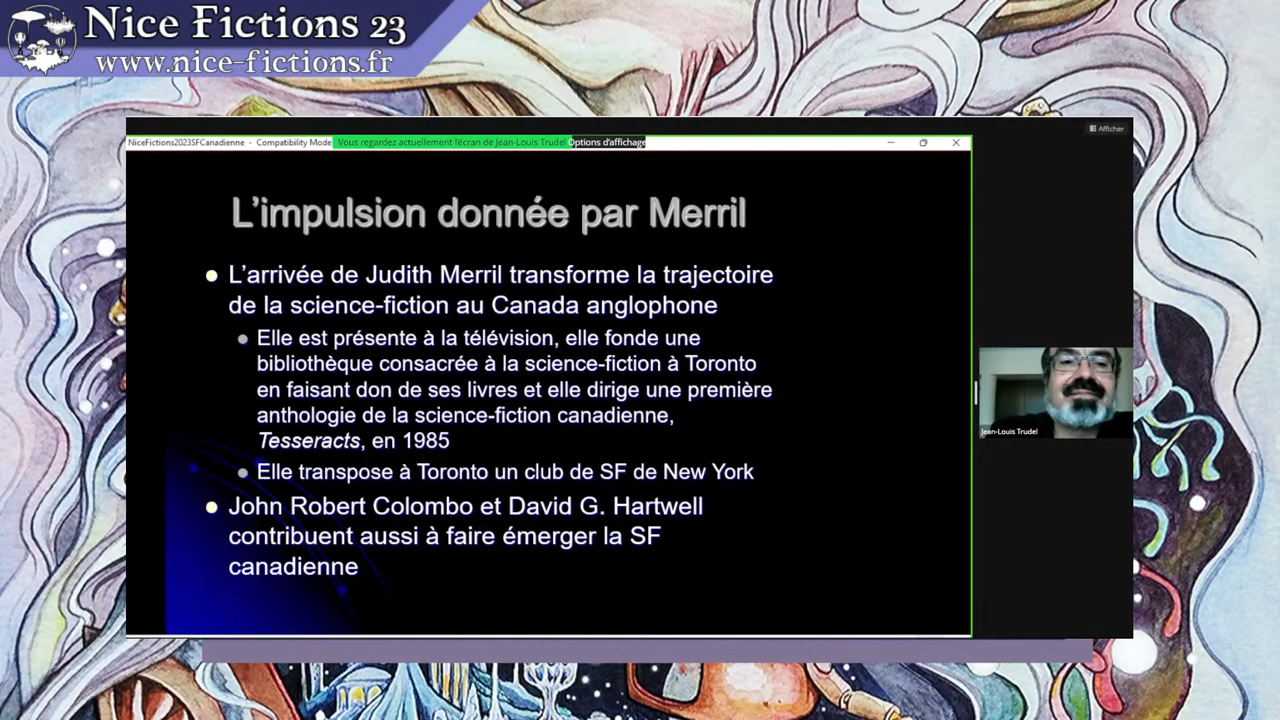 Nice Fictions 23
www.nice-fictions.fr
Afficher
NiceFictions2023SFCanadienne - Compatibility Mode
Vous regardez actuellement l'écran de Jean-Louis Trudel
Options d'affichage
L'impulsion donnée par Merril
L'arrivée de Judith Merril transforme la trajectoire
de la science-fiction au Canada anglophone
Elle est présente à la télévision, elle fonde une
bibliothèque consacrée à la science-fiction à Toronto
en faisant don de ses livres et elle dirige une première
anthologie de la science-fiction canadienne,
Tesseracts, en 1985
Elle transpose à Toronto un club de SF de New York
John Robert Colombo et David G. Hartwell
contribuent aussi à faire émerger la SF
canadienne
Jean-Louis Trudel